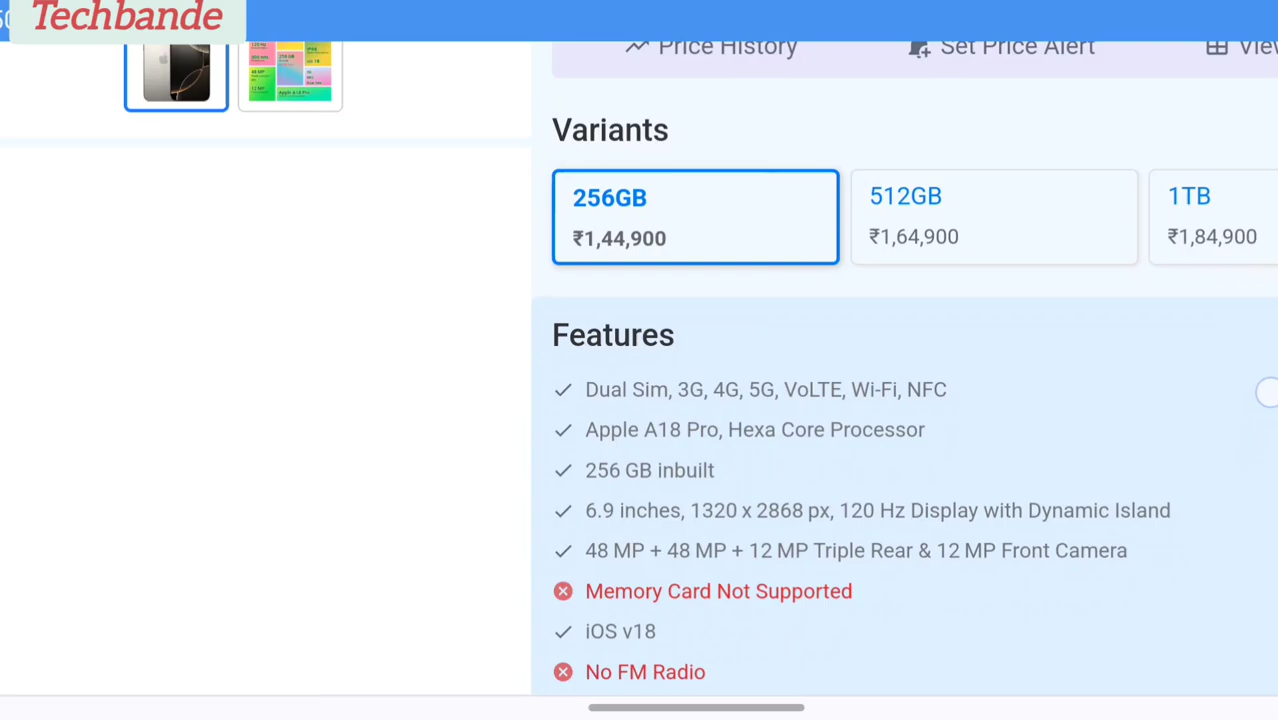 Techbande
Price History
Set Price Alert
Variants
256GB
₹1,44,900
512GB
₹1,64,900
1TB
₹1,84,900
Features
Dual Sim, 3G, 4G, 5G, VoLTE, Wi-Fi, NFC
Apple A18 Pro, Hexa Core Processor
256 GB inbuilt
6.9 inches, 1320 x 2868 px, 120 Hz Display with Dynamic Island
48 MP + 48 MP + 12 MP Triple Rear & 12 MP Front Camera
Memory Card Not Supported
iOS v18
No FM Radio